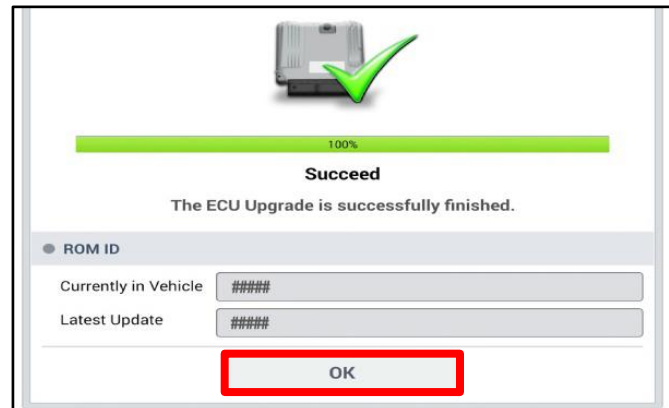 100%
Succeed
The ECU Upgrade is successfully finished.
ROM ID
Currently in Vehicle #####
Latest Update #####
OK